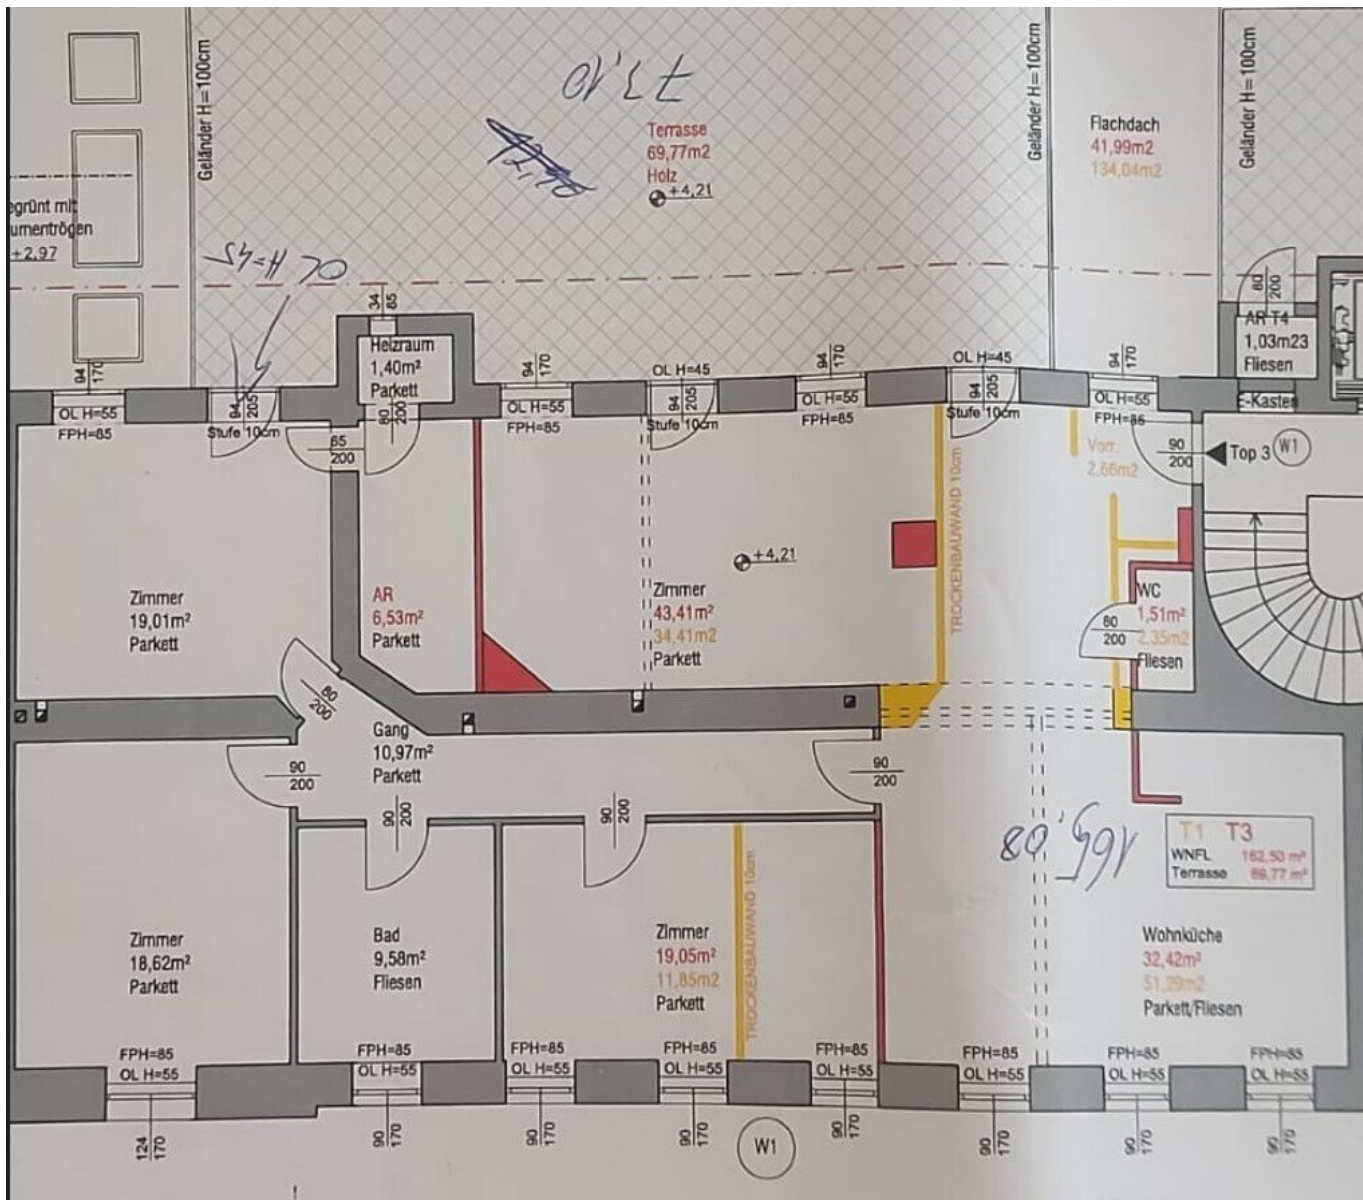 Geländer H=100cm
Geländer H=100cm
Geländer H=100cm
73,10
Terrasse
69,77m2
Holz
+4,21
Flachdach
41,99m2
134,04m2
egrünt mit
umentrögen
+2,97
OL H=45
34
65
80
200
AR T4
1,03m23
Fliesen
E-Kasten
Heizraum
1,40m²
Parkett
80
200
94
170
OL H=55
FPH=85
94
205
Stufe 10cm
65
200
94
170
OL H=55
FPH=85
OL H=45
94
205
Stufe 10cm
94
170
OL H=55
FPH=85
OL H=45
94
205
Stufe 10cm
94
170
OL H=55
FPH=85
Vorr.
2,66m2
90
200
Top 3
W1
TROCKENBAUWAND 10cm
+4,21
Zimmer
19,01m²
Parkett
AR
6,53m²
Parkett
Zimmer
43,41m²
34,41m2
Parkett
WC
1,51m²
2,35m2
Fliesen
80
200
80
200
Gang
10,97m²
Parkett
90
200
90
200
90
200
90
200
165,08
T1 T3
WNFL 162,50 m²
Terrasse 69,77 m²
Zimmer
18,62m²
Parkett
Bad
9,58m²
Fliesen
Zimmer
19,05m²
11,85m2
Parkett
TROCKENBAUWAND 10cm
Wohnküche
32,42m²
51,29m2
Parkett/Fliesen
FPH=85
OL H=55
FPH=85
OL H=55
FPH=85
OL H=55
FPH=85
OL H=55
FPH=85
OL H=55
FPH=85
OL H=55
FPH=85
OL H=55
FPH=85
OL H=55
124
170
90
170
90
170
90
170
90
170
90
170
90
170
90
170
W1